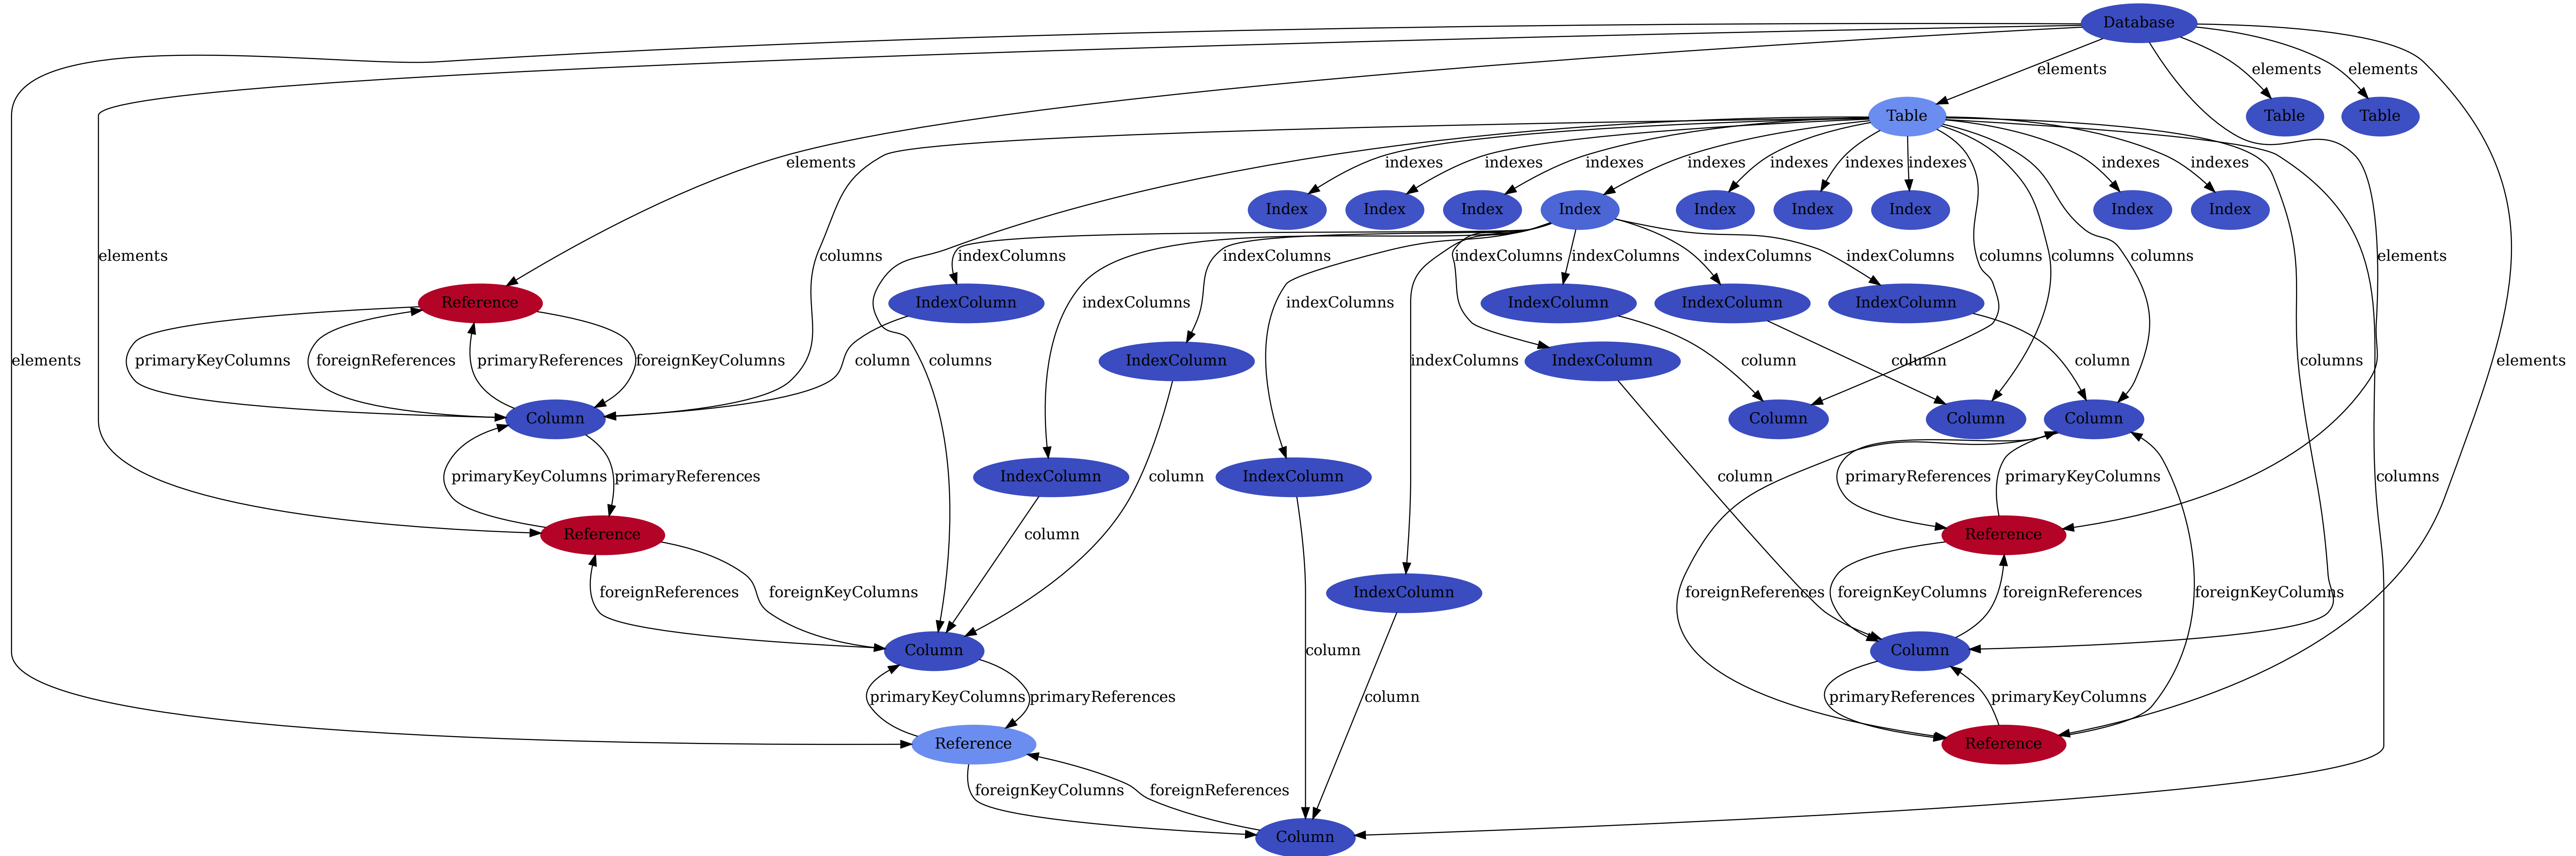 Database
elements
elements
elements
Table
Table
Table
elements
indexes
indexes
indexes
indexes
indexes
indexes
indexes
indexes
indexes
Index
Index
Index
Index
Index
Index
Index
Index
Index
elements
columns
indexColumns
indexColumns
indexColumns
indexColumns
indexColumns
indexColumns
columns
columns
columns
elements
Reference
IndexColumn
indexColumns
indexColumns
IndexColumn
IndexColumn
IndexColumn
elements
primaryKeyColumns
foreignReferences
primaryReferences
foreignKeyColumns
column
columns
IndexColumn
indexColumns
IndexColumn
column
column
column
columns
elements
Column
Column
Column
Column
primaryKeyColumns
primaryReferences
IndexColumn
column
IndexColumn
column
primaryReferences
primaryKeyColumns
columns
Reference
column
Reference
foreignReferences
foreignKeyColumns
IndexColumn
foreignReferences
foreignKeyColumns
foreignReferences
foreignKeyColumns
Column
column
Column
primaryKeyColumns
primaryReferences
column
primaryReferences
primaryKeyColumns
Reference
Reference
foreignKeyColumns
foreignReferences
Column